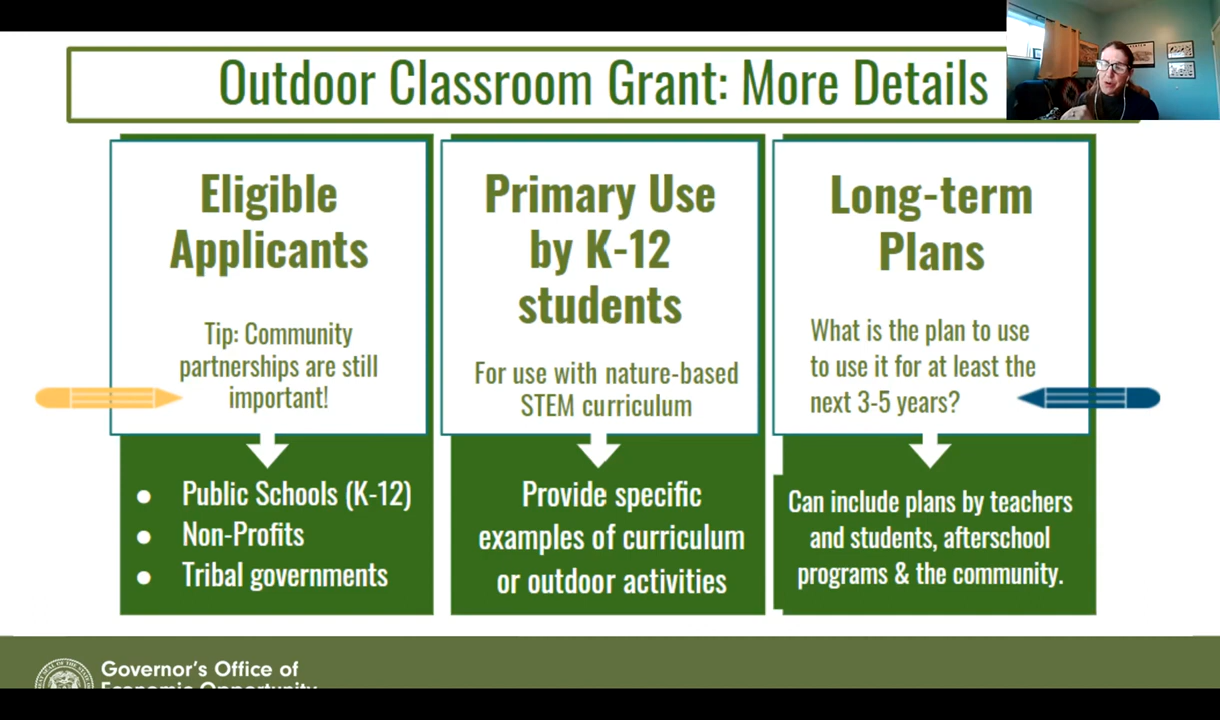 Outdoor Classroom Grant: More Details
Eligible
Applicants
Tip: Community
partnerships are still
important!
● Public Schools (K-12)
● Non-Profits
● Tribal governments
Primary Use
by K-12
students
For use with nature-based
STEM curriculum
Provide specific
examples of curriculum
or outdoor activities
Long-term
Plans
What is the plan to use
to use it for at least the
next 3-5 years?
Can include plans by teachers
and students, afterschool
programs & the community.
Governor's Office of
Economic Opportunity